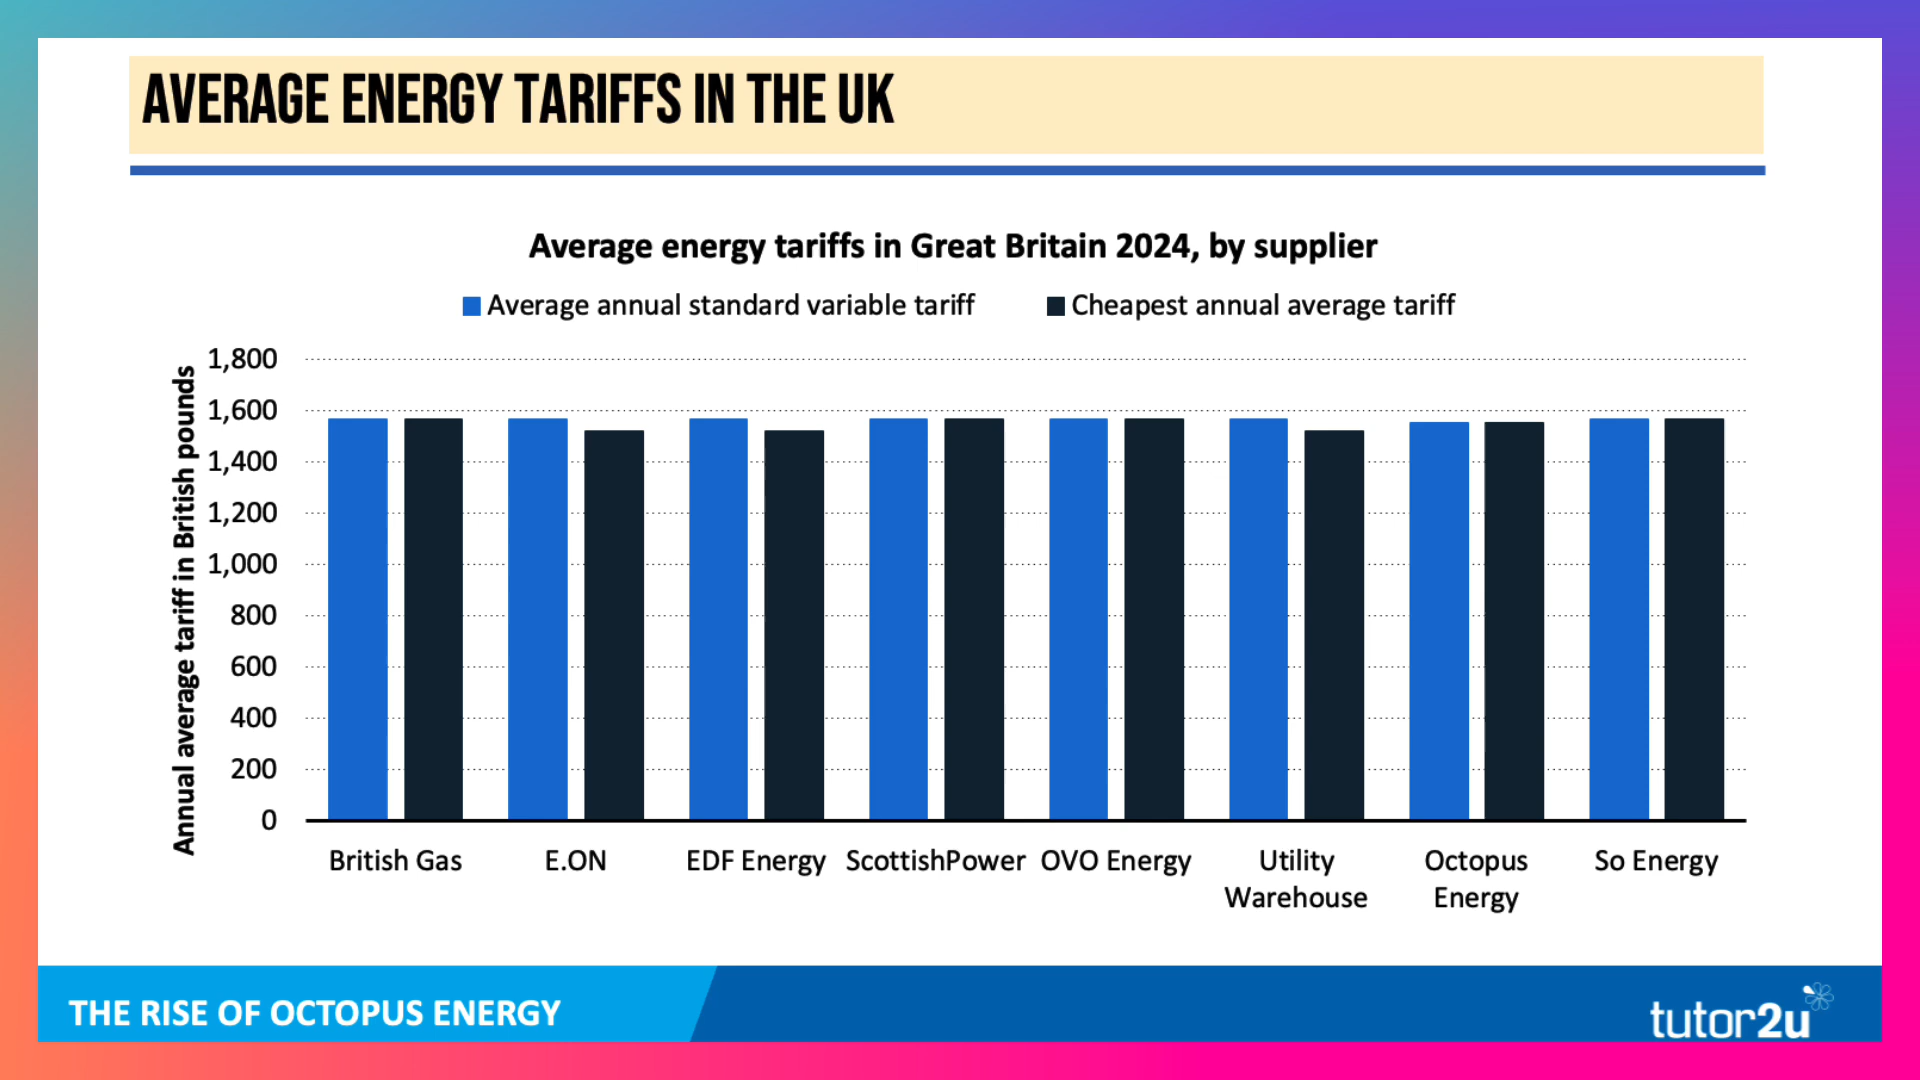 AVERAGE ENERGY TARIFFS IN THE UK
Average energy tariffs in Great Britain 2024, by supplier
Average annual standard variable tariff
Cheapest annual average tariff
Annual average tariff in British pounds
1,800
1,600
1,400
1,200
1,000
800
600
400
200
0
British Gas
E.ON
EDF Energy
ScottishPower
OVO Energy
Utility
Warehouse
Octopus
Energy
So Energy
THE RISE OF OCTOPUS ENERGY
tutor2u